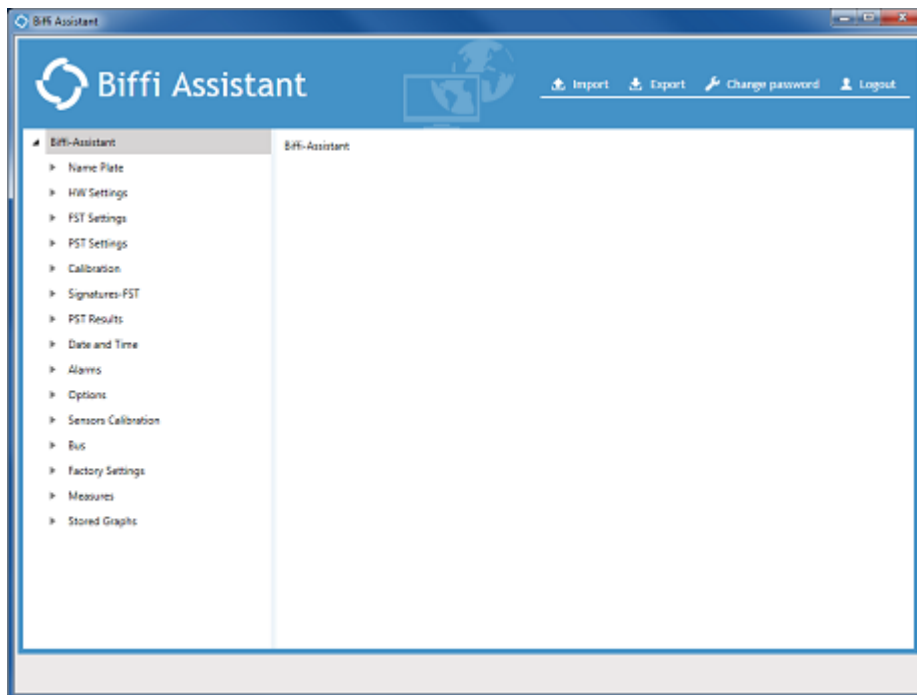 Biffi Assistant
Biffi Assistant
Import Export Change password Logout
Biffi-Assistant
Biffi-Assistant
Name Plate
HW Settings
FST Settings
PST Settings
Calibration
Signatures-FST
PST Results
Date and Time
Alarms
Options
Sensors Calibration
Bus
Factory Settings
Measures
Stored Graphs